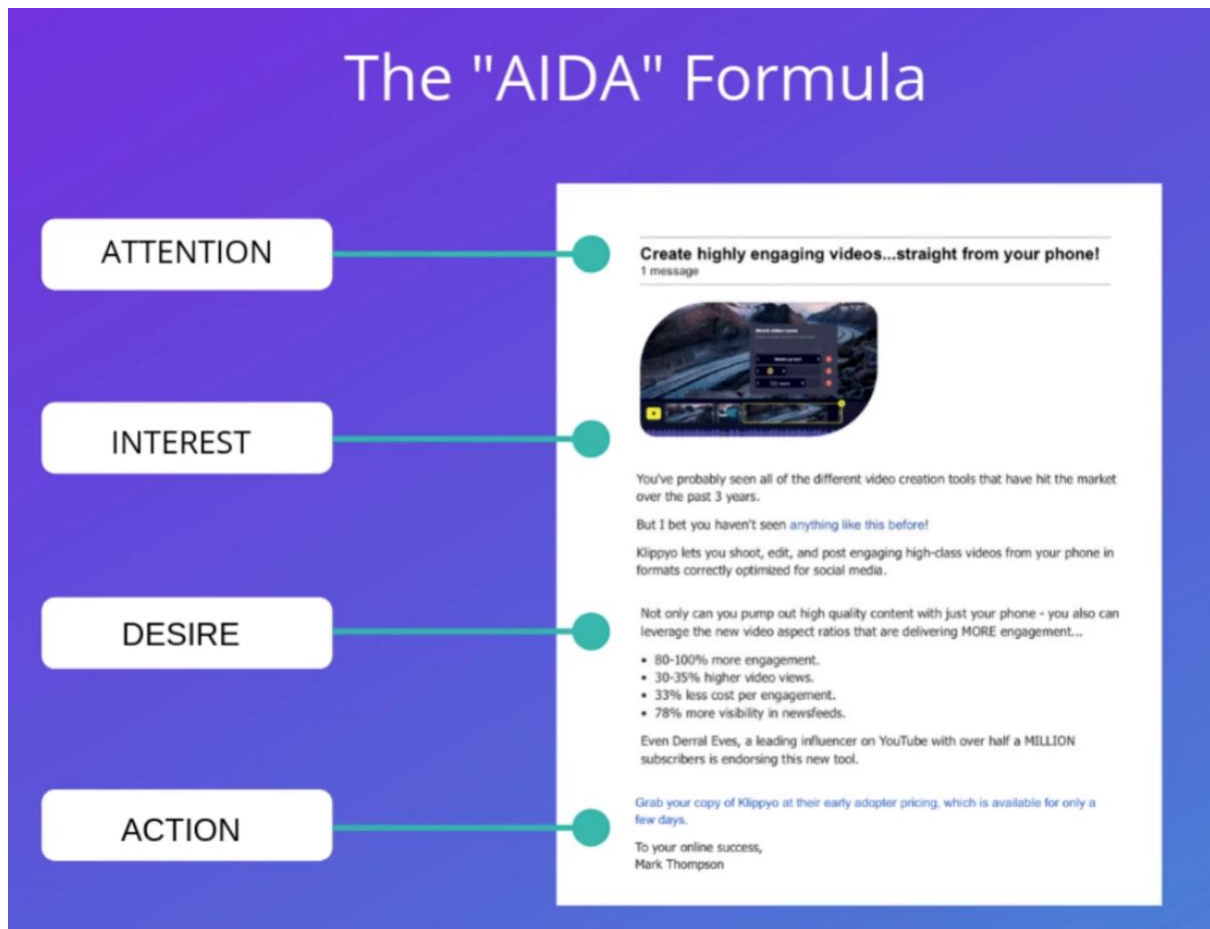 The "AIDA" Formula
ATTENTION
Create highly engaging videos...straight from your phone!
1 message
INTEREST
You've probably seen all of the different video creation tools that have hit the market
over the past 3 years.
But I bet you haven't seen anything like this before!
Klippyo lets you shoot, edit, and post engaging high-class videos from your phone in
formats correctly optimized for social media.
DESIRE
Not only can you pump out high quality content with just your phone - you also can
leverage the new video aspect ratios that are delivering MORE engagement...
• 80-100% more engagement.
• 30-35% higher video views.
• 33% less cost per engagement.
• 78% more visibility in newsfeeds.
Even Derral Eves, a leading influencer on YouTube with over half a MILLION
subscribers is endorsing this new tool.
ACTION
Grab your copy of Klippyo at their early adopter pricing, which is available for only a
few days.
To your online success,
Mark Thompson